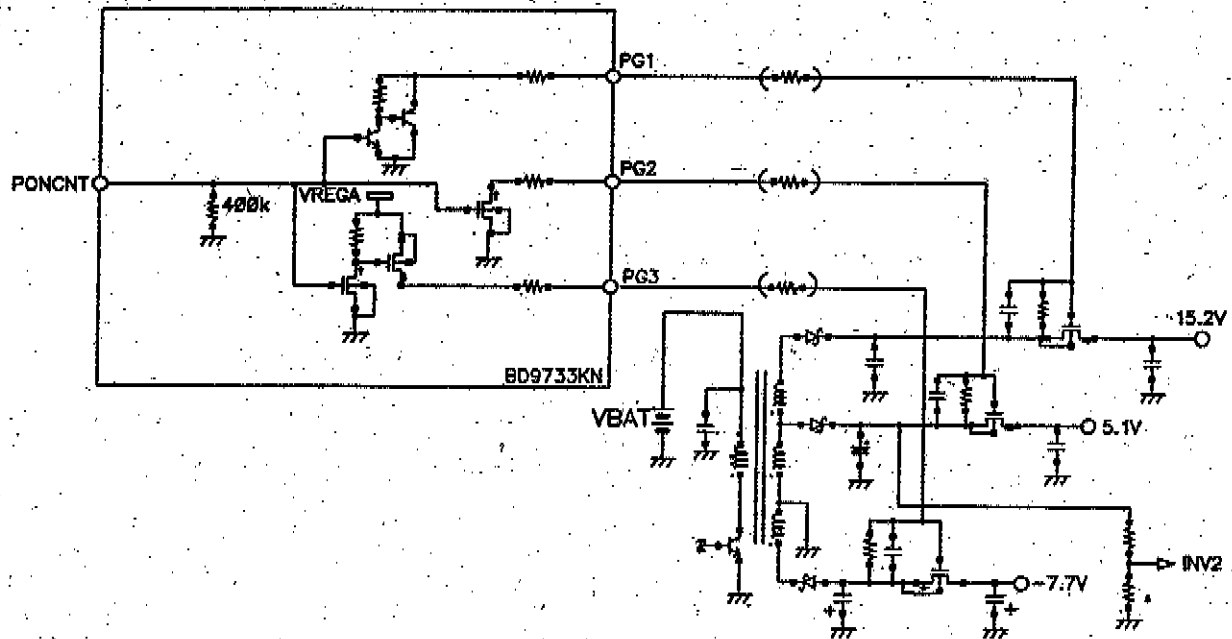 PG1
PONCNT
400k
VREGA
PG2
PG3
BD9733KN
15.2V
VBAT
5.1V
INV2
-7.7V